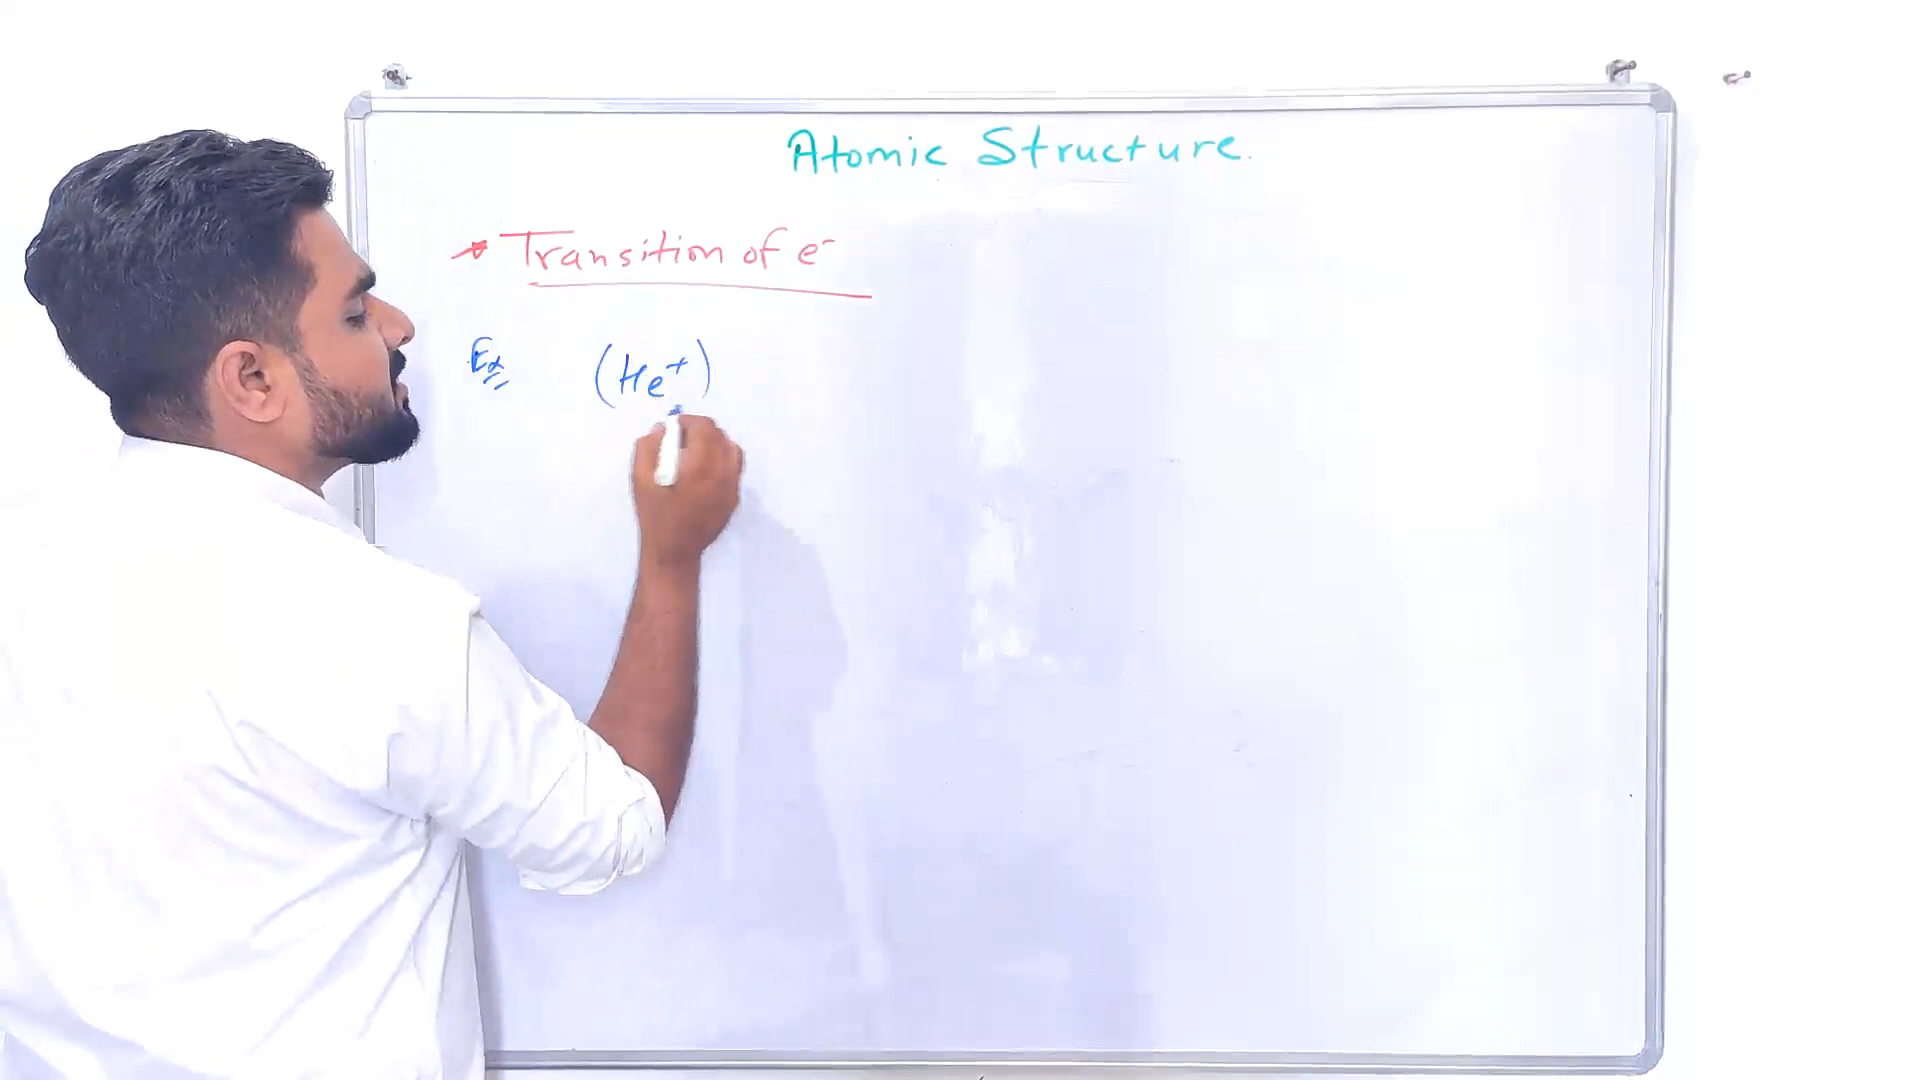 Atomic Structure.
* Transition of e⁻
Ex (He⁺)